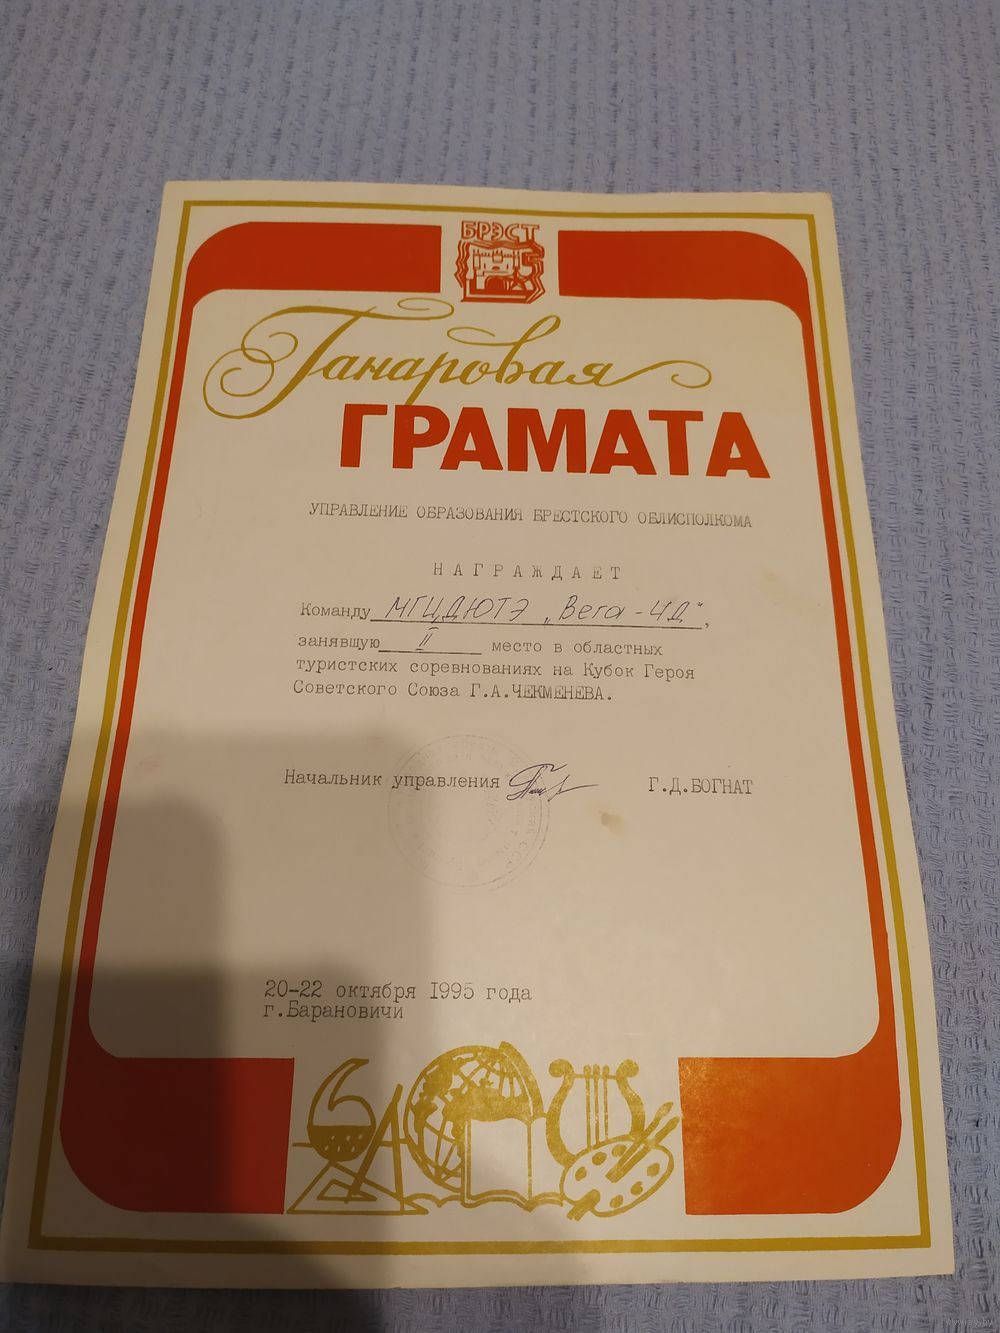 БРЭСТ
Ганаровая
ГРАМАТА
УПРАВЛЕНИЕ ОБРАЗОВАНИЯ БРЕСТСКОГО ОБЛИСПОЛКОМА
НАГРАЖДАЕТ
Команду МГЦДЮТЭ „Вега-ЧД",
занявшую II место в областных
туристских соревнованиях на Кубок Героя
Советского Союза Г.А.ЧЕКМЕНЕВА.
Начальник управления Г.Д.БОГНАТ
20-22 октября 1995 года
г.Барановичи